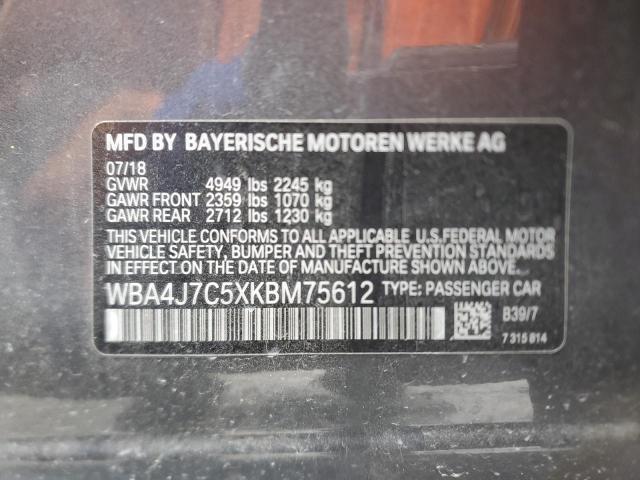 MFD BY BAYERISCHE MOTOREN WERKE AG
07/18
GVWR 4949 lbs 2245 kg
GAWR FRONT 2359 lbs 1070 kg
GAWR REAR 2712 lbs 1230 kg
THIS VEHICLE CONFORMS TO ALL APPLICABLE U.S. FEDERAL MOTOR
VEHICLE SAFETY, BUMPER AND THEFT PREVENTION STANDARDS
IN EFFECT ON THE DATE OF MANUFACTURE SHOWN ABOVE.
WBA4J7C5XKBM75612 TYPE: PASSENGER CAR
B39/7
7 315 814